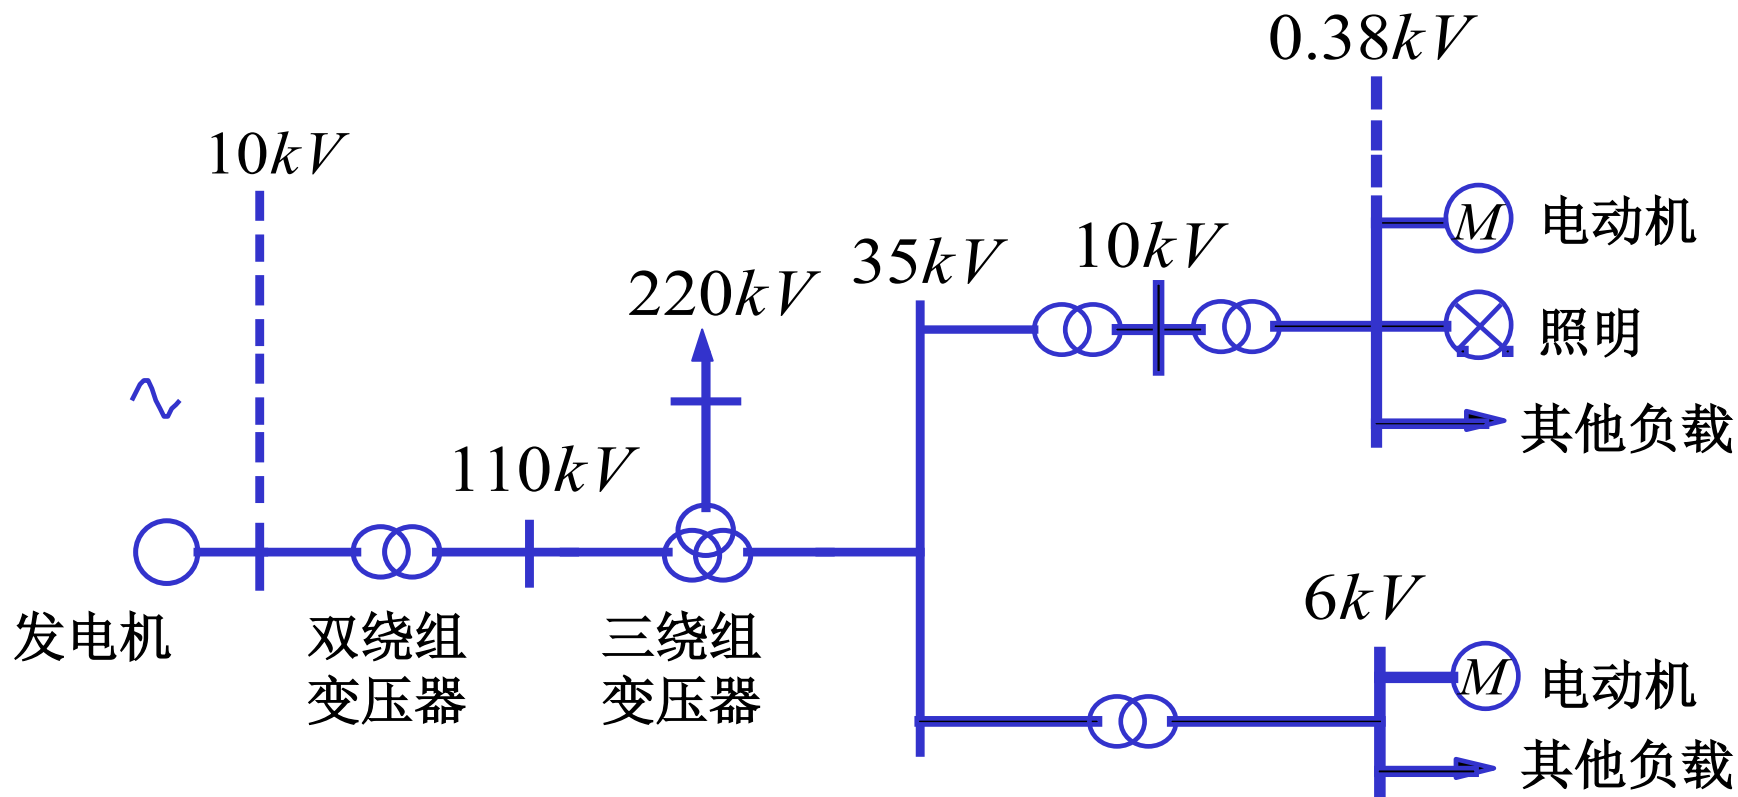 0.38kV
10kV
220kV
35kV
10kV
M 电动机
照明
其他负载
110kV
6kV
发电机
双绕组
变压器
三绕组
变压器
M 电动机
其他负载